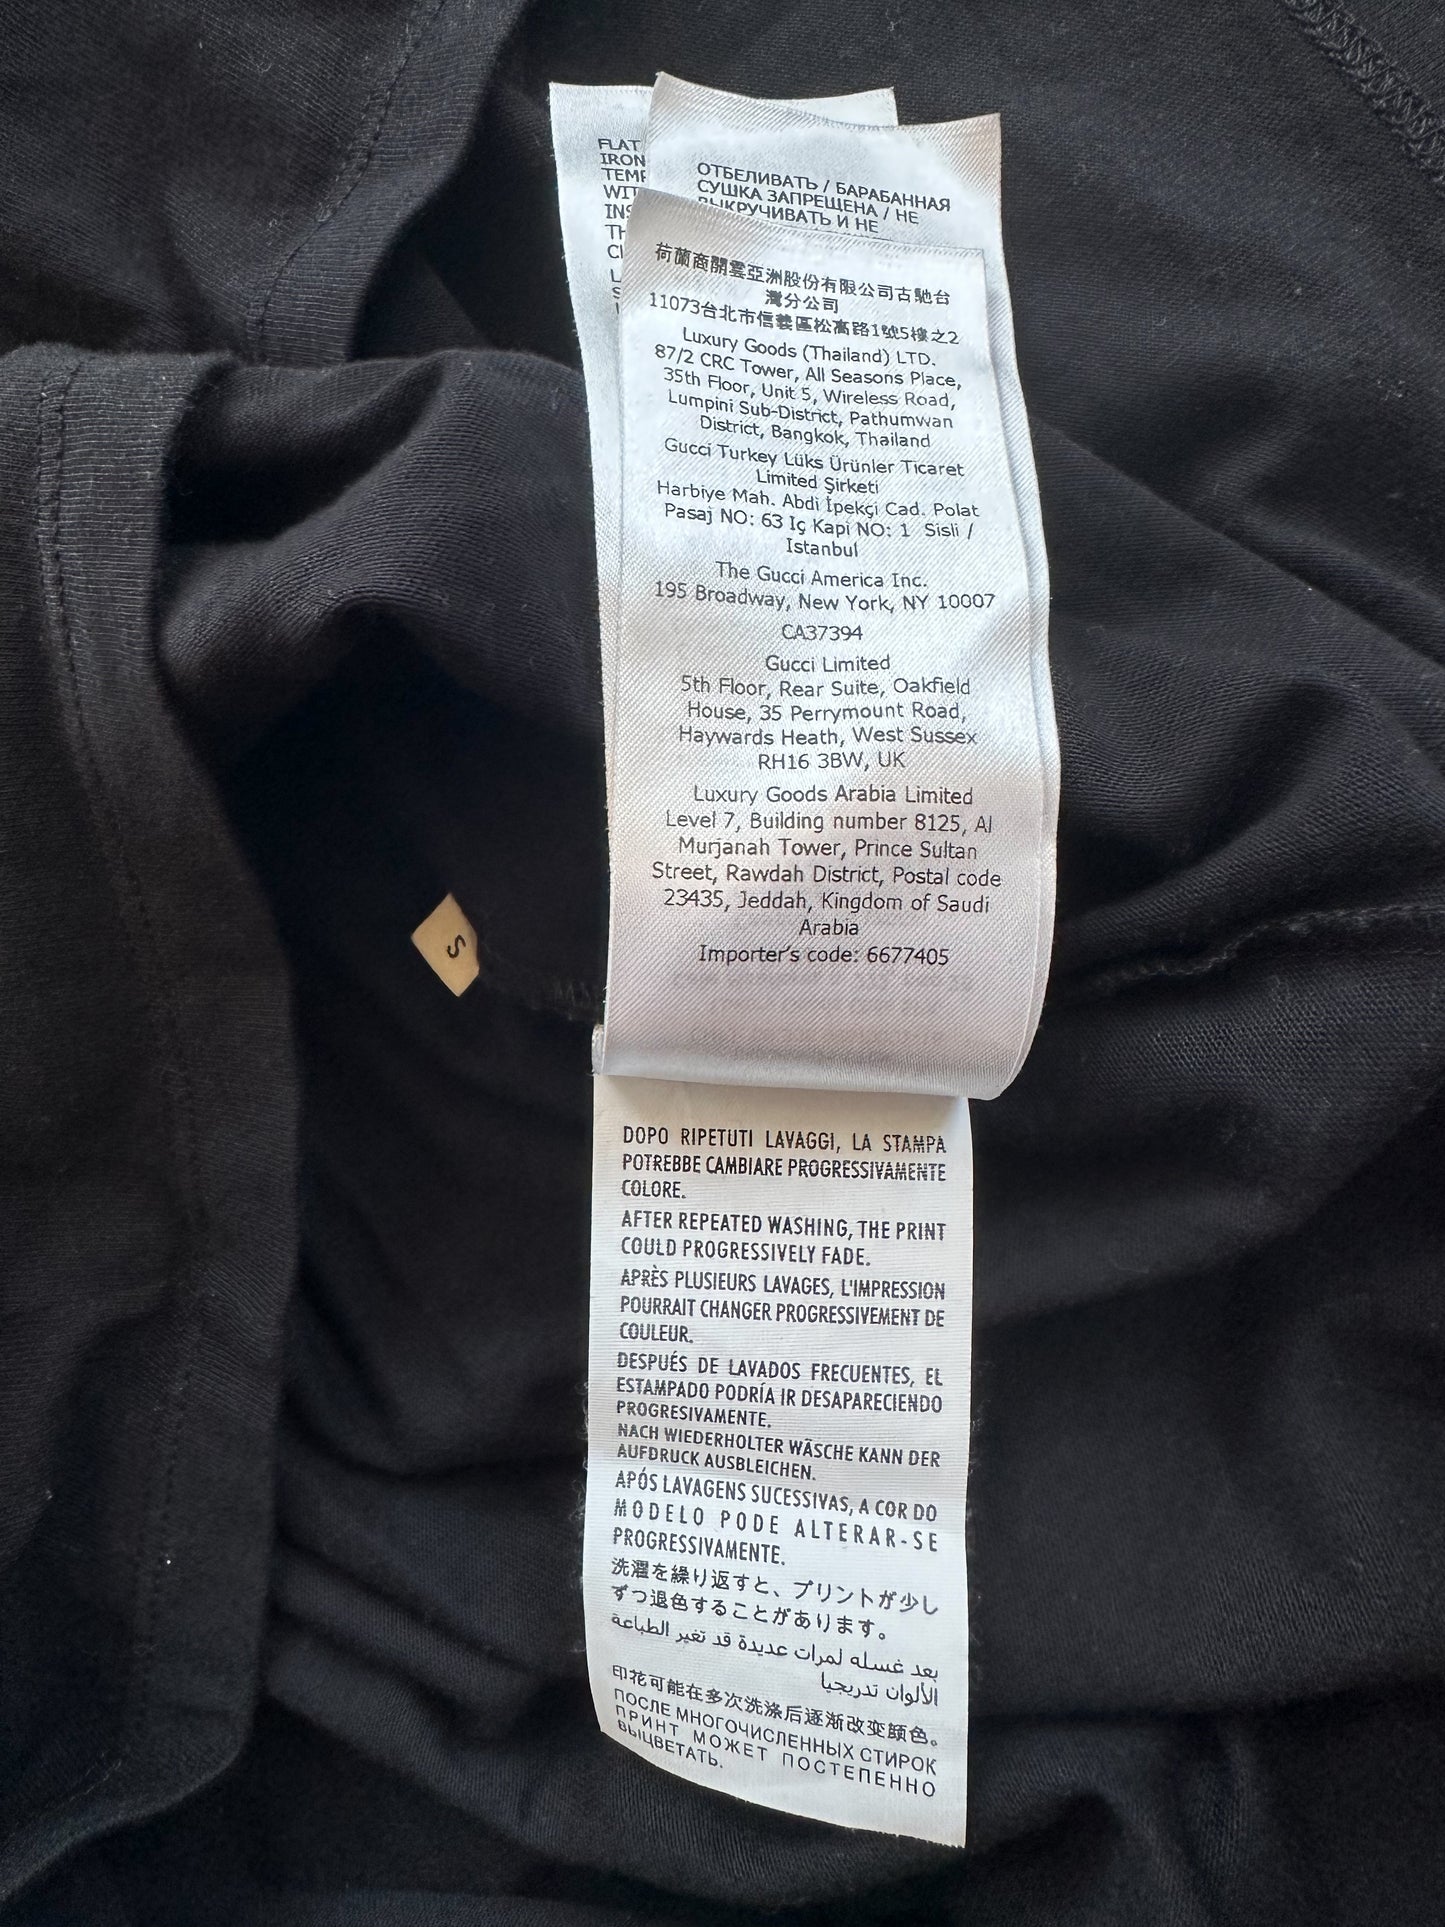 FLAT
IRON
TEMP
WIT
INS
TH
ОТБЕЛИВАТЬ / БАРАБАННАЯ
СУШКА ЗАПРЕЩЕНА / НЕ
ВЫКРУЧИВАТЬ И НЕ
荷蘭商開雲亞洲股份有限公司古馳台
灣分公司
11073台北市信義區松高路1號5樓之2
Luxury Goods (Thailand) LTD.
87/2 CRC Tower, All Seasons Place,
35th Floor, Unit 5, Wireless Road,
Lumpini Sub-District, Pathumwan
District, Bangkok, Thailand
Gucci Turkey Lüks Ürünler Ticaret
Limited Şirketi
Harbiye Mah. Abdi İpekçi Cad. Polat
Pasaj NO: 63 Iç Kapi NO: 1 Sisli /
Istanbul
The Gucci America Inc.
195 Broadway, New York, NY 10007
CA37394
Gucci Limited
5th Floor, Rear Suite, Oakfield
House, 35 Perrymount Road,
Haywards Heath, West Sussex
RH16 3BW, UK
Luxury Goods Arabia Limited
Level 7, Building number 8125, Al
Murjanah Tower, Prince Sultan
Street, Rawdah District, Postal code
23435, Jeddah, Kingdom of Saudi
Arabia
Importer's code: 6677405
S
DOPO RIPETUTI LAVAGGI, LA STAMPA
POTREBBE CAMBIARE PROGRESSIVAMENTE
COLORE.
AFTER REPEATED WASHING, THE PRINT
COULD PROGRESSIVELY FADE.
APRÈS PLUSIEURS LAVAGES, L'IMPRESSION
POURRAIT CHANGER PROGRESSIVEMENT DE
COULEUR.
DESPUÉS DE LAVADOS FRECUENTES, EL
ESTAMPADO PODRÍA IR DESAPARECIENDO
PROGRESIVAMENTE.
NACH WIEDERHOLTER WÄSCHE KANN DER
AUFDRUCK AUSBLEICHEN.
APÓS LAVAGENS SUCESSIVAS, A COR DO
MODELO PODE ALTERAR-SE
PROGRESSIVAMENTE.
洗濯を繰り返すと、プリントが少し
ずつ退色することがあります。
بعد غسله لمرات عديدة قد تغير الطباعة
الألوان تدريجيا
印花可能在多次洗涤后逐渐改变颜色。
ПОСЛЕ МНОГОЧИСЛЕННЫХ СТИРОК
ПРИНТ МОЖЕТ ПОСТЕПЕННО
ВЫЦВЕТАТЬ.